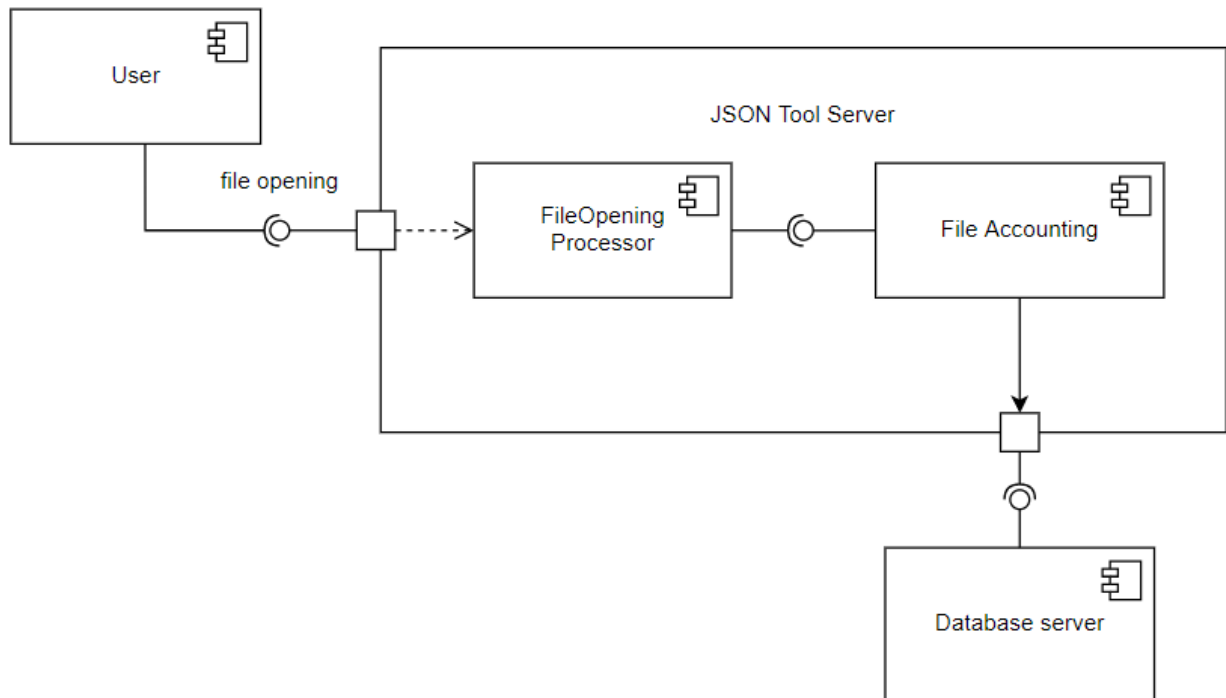 User
JSON Tool Server
file opening
FileOpening
Processor
File Accounting
Database server